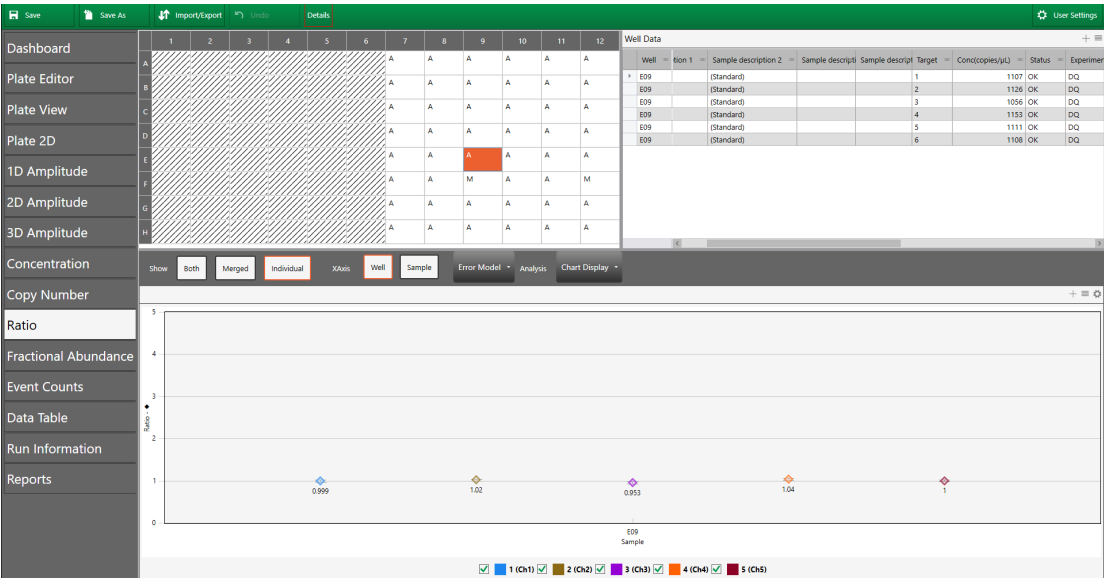 Save Save As Import/Export Undo Details User Settings
Dashboard
Plate Editor
Plate View
Plate 2D
1D Amplitude
2D Amplitude
3D Amplitude
Concentration
Copy Number
Ratio
Fractional Abundance
Event Counts
Data Table
Run Information
Reports
1 2 3 4 5 6 7 8 9 10 11 12
A A A A A A A
B A A A A A A
C A A A A A A
D A A A A A A
E A A A A A A
F A A M A A M
G A A A A A A
H A A A A A A
Well Data
Well tion 1 Sample description 2 Sample descripti Sample descript Target Conc(copies/μL) Status Experimer
E09 (Standard) 1 1107 OK DQ
E09 (Standard) 2 1126 OK DQ
E09 (Standard) 3 1056 OK DQ
E09 (Standard) 4 1153 OK DQ
E09 (Standard) 5 1111 OK DQ
E09 (Standard) 6 1108 OK DQ
Show Both Merged Individual XAxis Well Sample Error Model Analysis Chart Display
Ratio - ◆
5
4
3
2
1
0
0.999 1.02 0.953 1.04 1
E09
Sample
1 (Ch1) 2 (Ch2) 3 (Ch3) 4 (Ch4) 5 (Ch5)